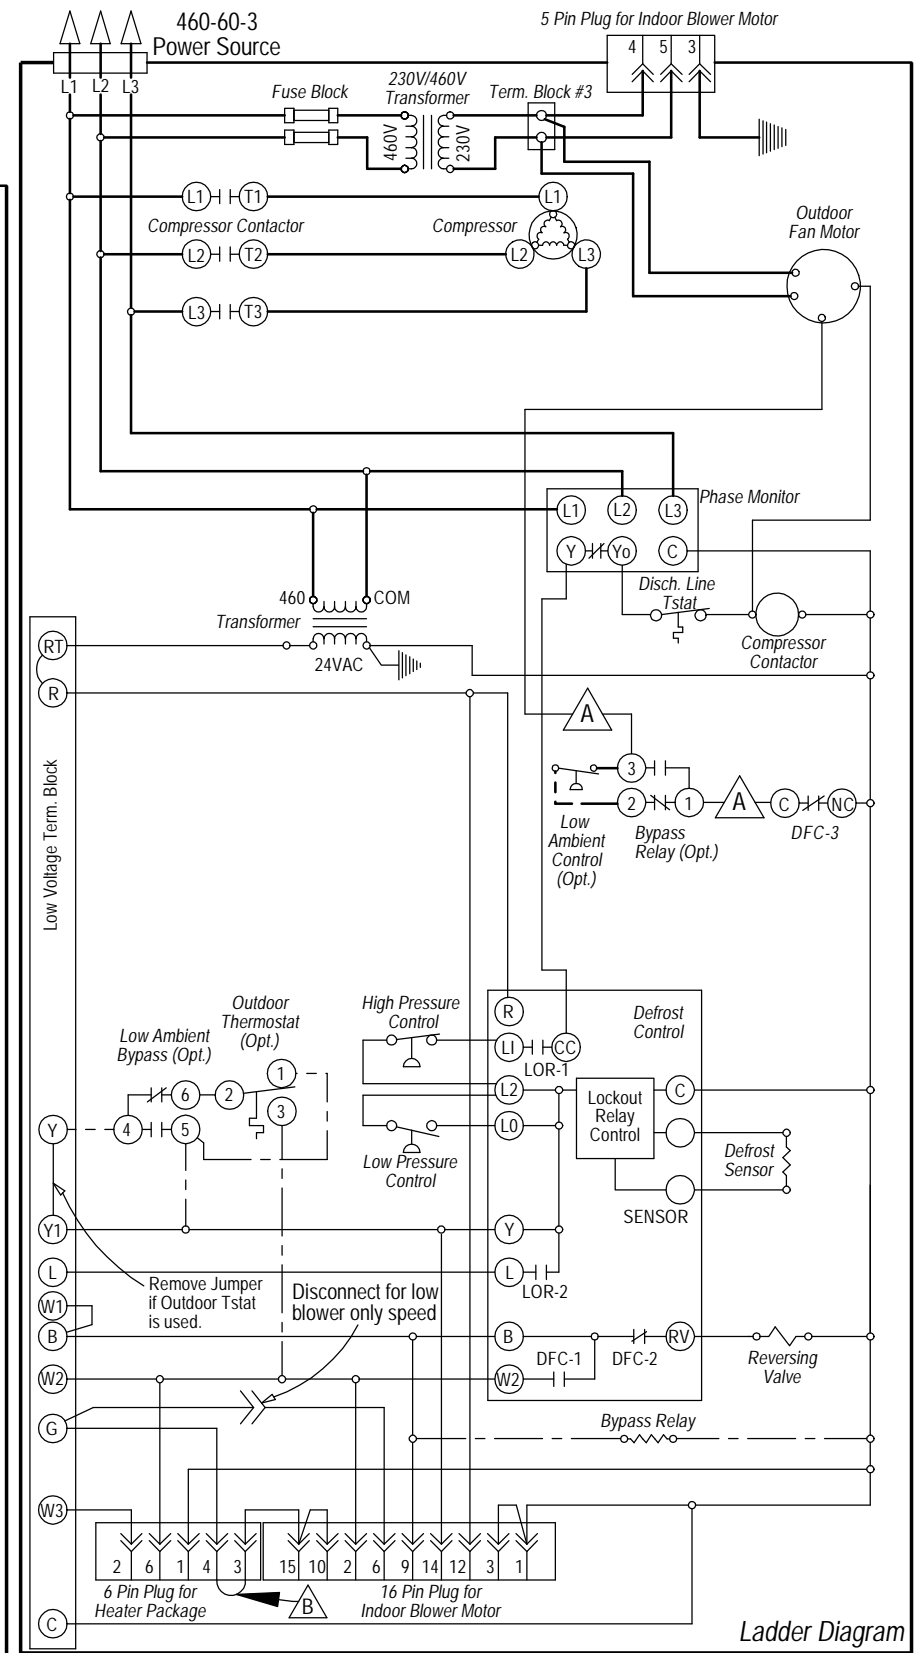 460-60-3
Power Source
5 Pin Plug for Indoor Blower Motor
4 5 3
L1 L2 L3
Fuse Block
230V/460V
Transformer
Term. Block #3
460V
230V
L1 T1
L1
Compressor Contactor
Compressor
Outdoor
Fan Motor
L2 T2
L2 L3
L3 T3
Phase Monitor
L1 L2 L3
Y Yo C
Disch. Line
Tstat
460 COM
Transformer
24VAC
Compressor
Contactor
RT
R
A
3
2 1 A C NC
Low
Ambient
Control
(Opt.)
Bypass
Relay (Opt.)
DFC-3
Low Voltage Term. Block
Low Ambient
Bypass (Opt.)
Outdoor
Thermostat
(Opt.)
High Pressure
Control
R
Defrost
Control
LI CC
LOR-1
1
6 2
3
L2
Lockout
Relay
Control
C
Y 4 5
L0
Low Pressure
Control
Defrost
Sensor
SENSOR
Y1 Y
L L
LOR-2
Remove Jumper
if Outdoor Tstat
is used.
Disconnect for low
blower only speed
W1
B B
DFC-1 DFC-2 RV
Reversing
Valve
W2 W2
G
Bypass Relay
W3
2 6 1 4 3 15 10 2 6 9 14 12 3 1
6 Pin Plug for
Heater Package
B
16 Pin Plug for
Indoor Blower Motor
C
Ladder Diagram